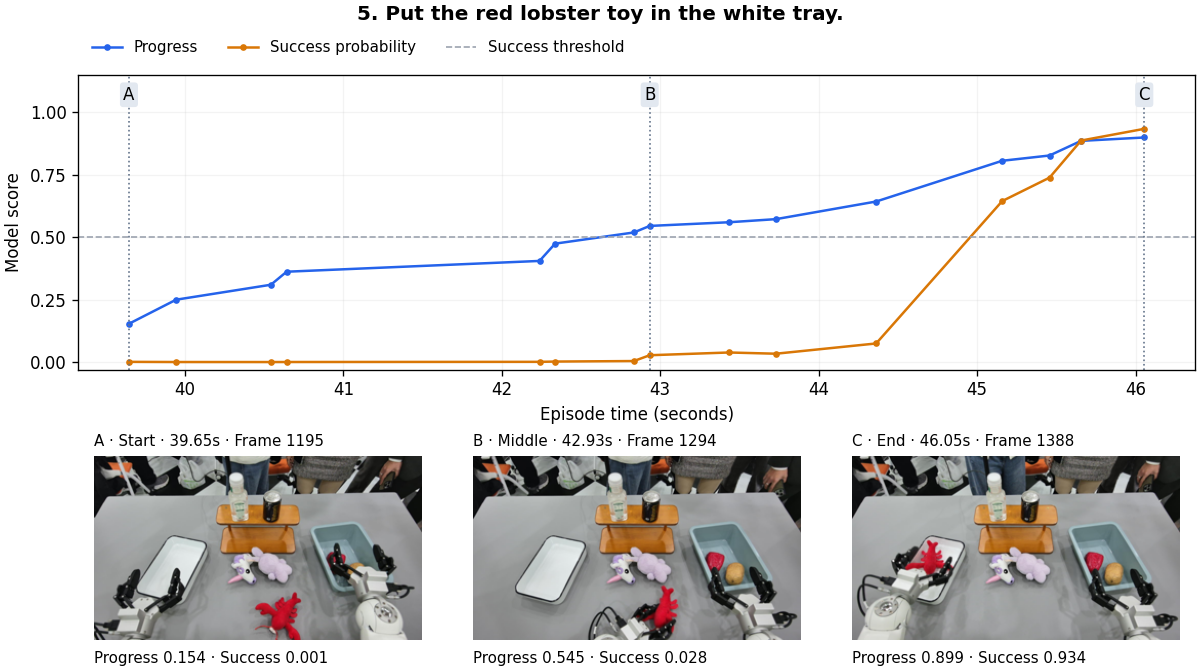 5. Put the red lobster toy in the white tray.
Progress
Success probability
Success threshold
A
B
C
1.00
0.75
0.50
0.25
0.00
Model score
40
41
42
43
44
45
46
Episode time (seconds)
A · Start · 39.65s · Frame 1195
B · Middle · 42.93s · Frame 1294
C · End · 46.05s · Frame 1388
Progress 0.154 · Success 0.001
Progress 0.545 · Success 0.028
Progress 0.899 · Success 0.934